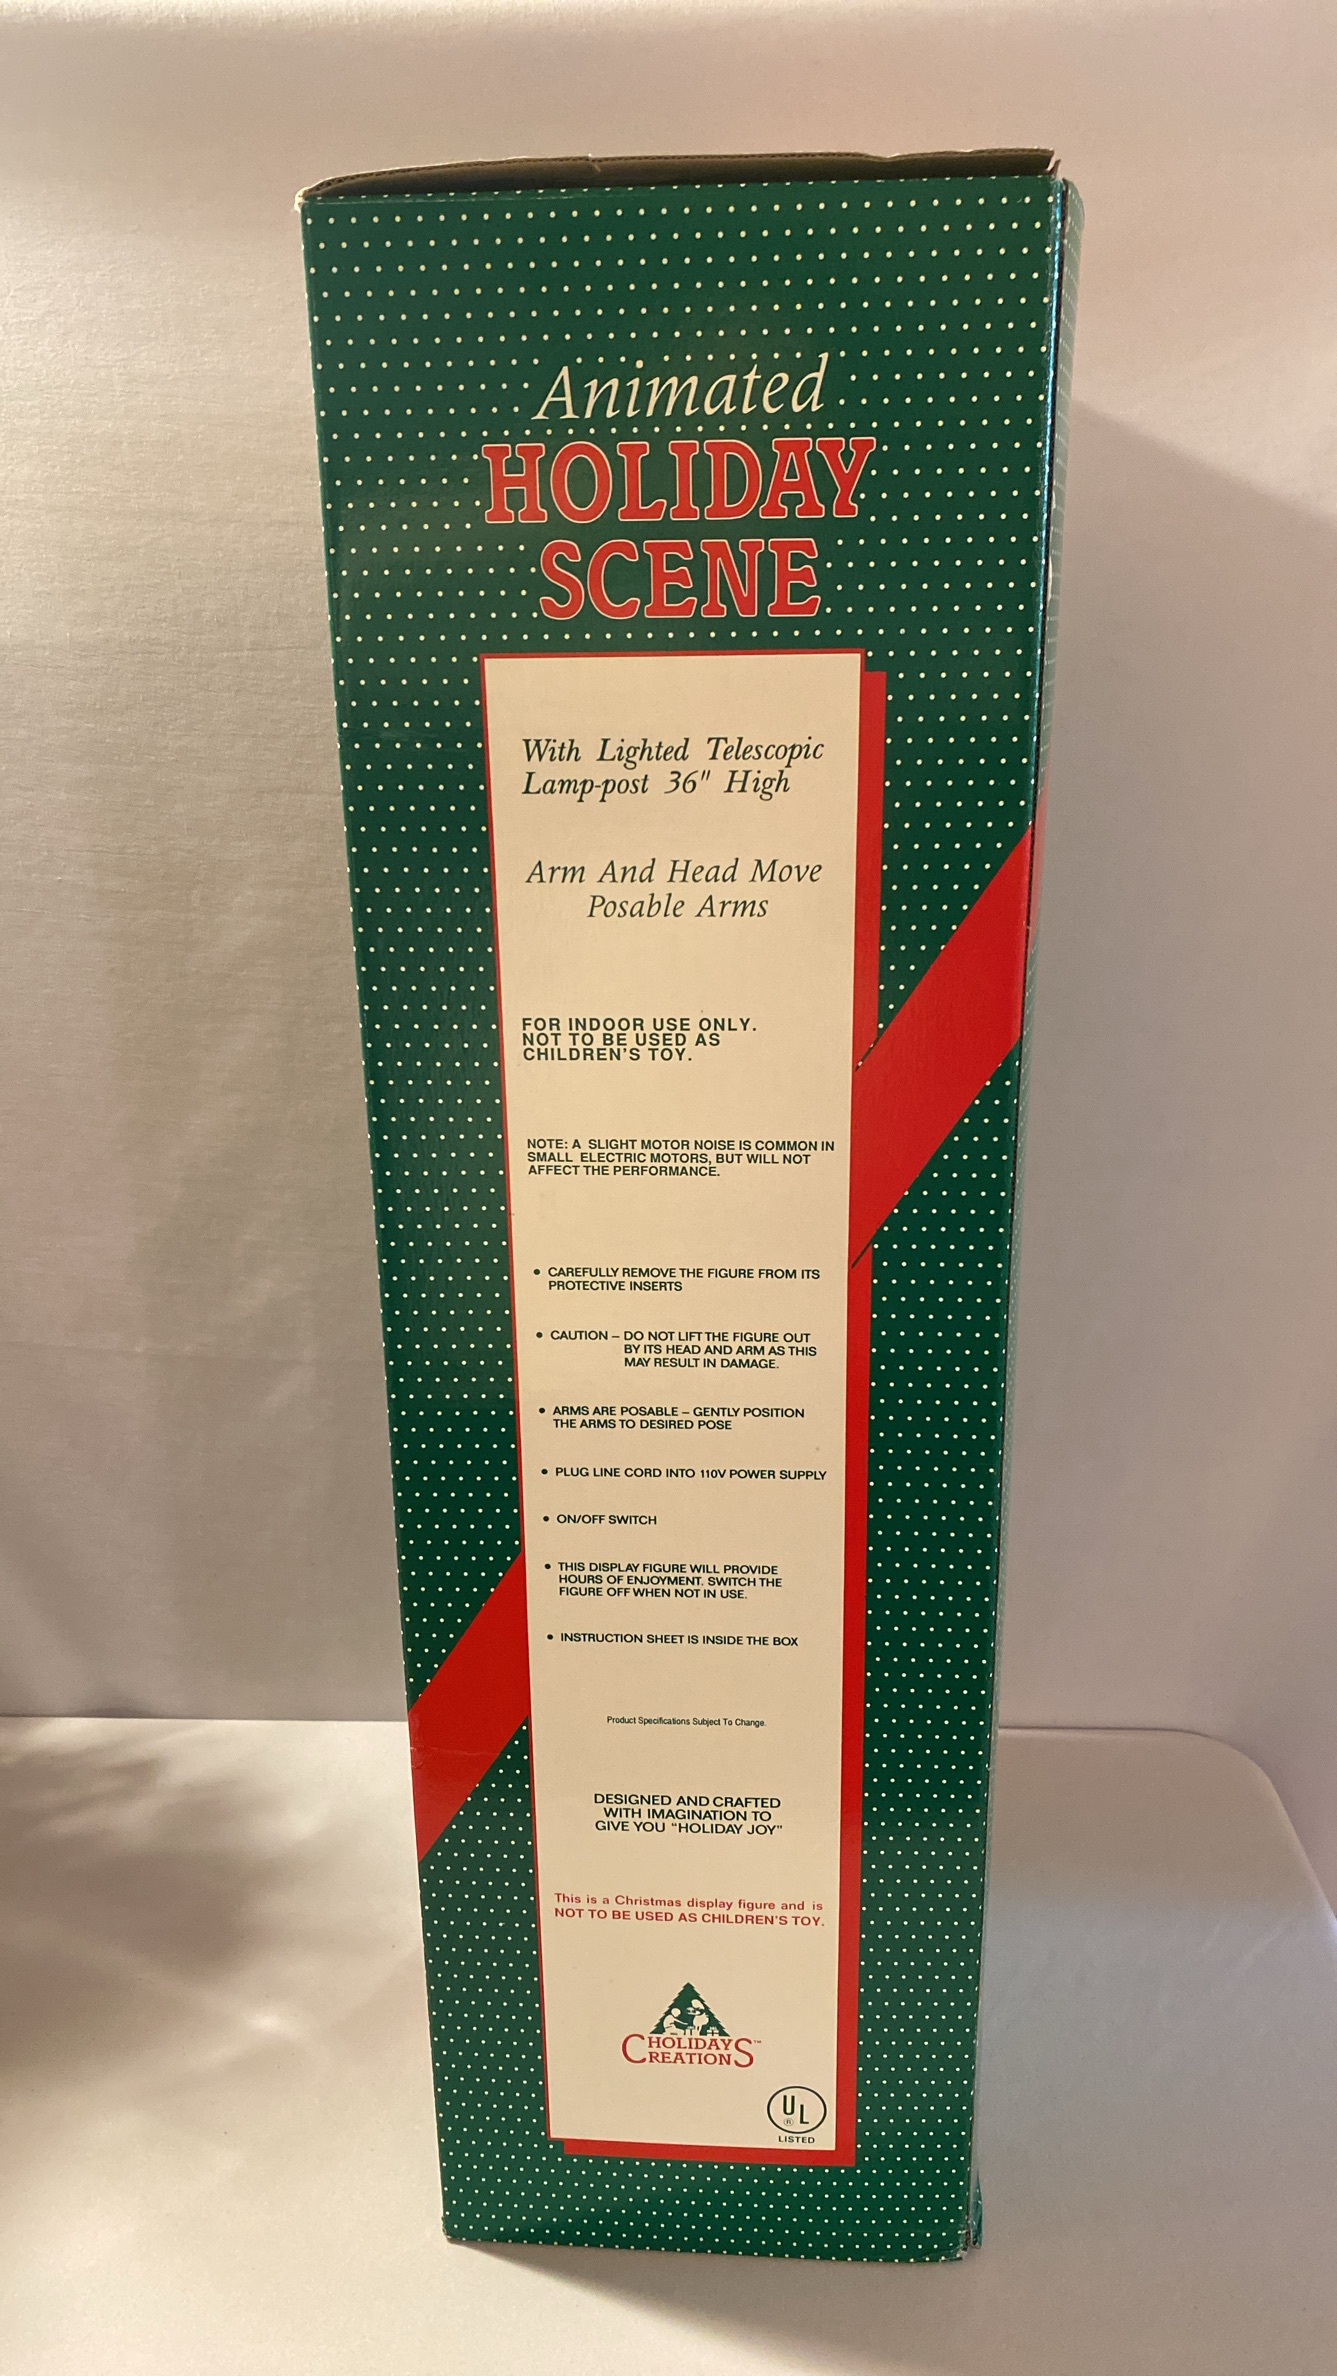 Animated
HOLIDAY
SCENE
With Lighted Telescopic
Lamp-post 36" High
Arm And Head Move
Posable Arms
FOR INDOOR USE ONLY.
NOT TO BE USED AS
CHILDREN'S TOY.
NOTE: A SLIGHT MOTOR NOISE IS COMMON IN
SMALL ELECTRIC MOTORS, BUT WILL NOT
AFFECT THE PERFORMANCE.
• CAREFULLY REMOVE THE FIGURE FROM ITS
PROTECTIVE INSERTS
• CAUTION – DO NOT LIFT THE FIGURE OUT
BY ITS HEAD AND ARM AS THIS
MAY RESULT IN DAMAGE.
• ARMS ARE POSABLE – GENTLY POSITION
THE ARMS TO DESIRED POSE
• PLUG LINE CORD INTO 110V POWER SUPPLY
• ON/OFF SWITCH
• THIS DISPLAY FIGURE WILL PROVIDE
HOURS OF ENJOYMENT. SWITCH THE
FIGURE OFF WHEN NOT IN USE.
• INSTRUCTION SHEET IS INSIDE THE BOX
Product Specifications Subject To Change.
DESIGNED AND CRAFTED
WITH IMAGINATION TO
GIVE YOU "HOLIDAY JOY"
This is a Christmas display figure and is
NOT TO BE USED AS CHILDREN'S TOY.
HOLIDAY
CREATIONS™
UL
®
LISTED